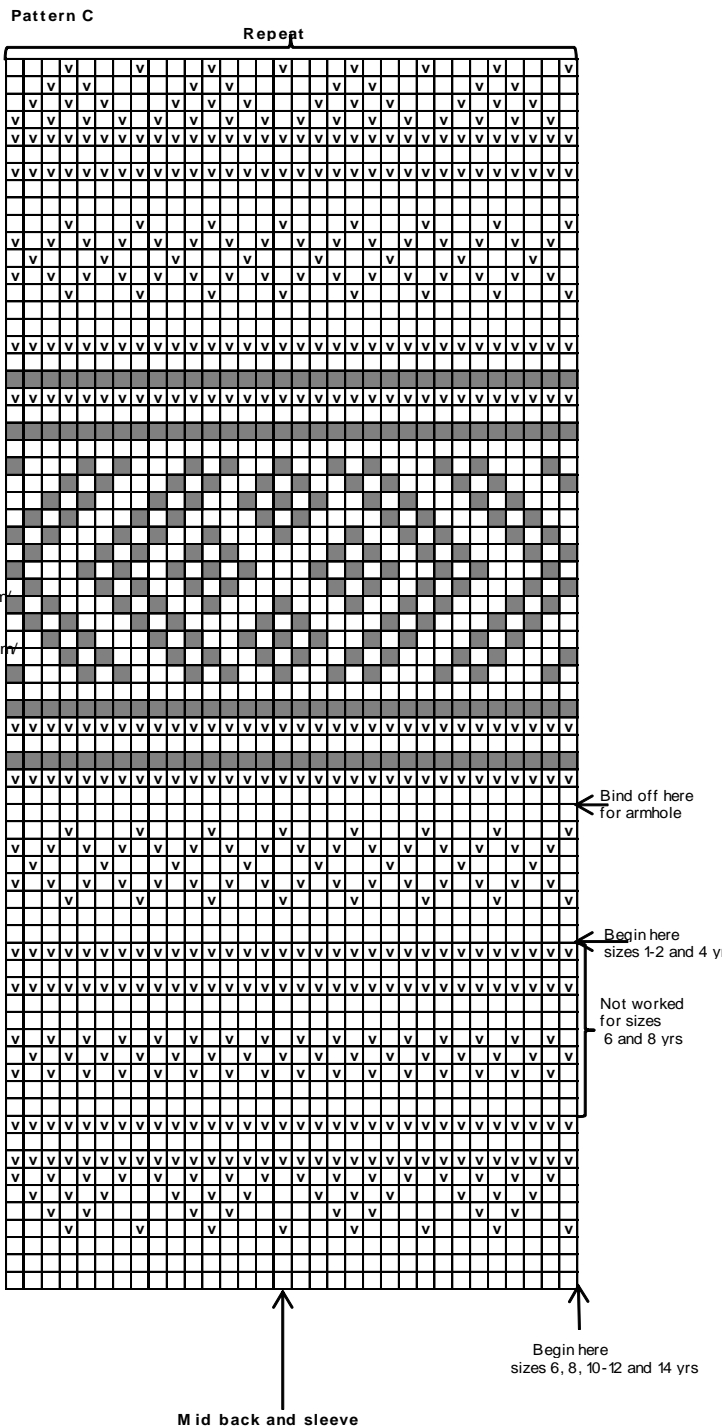 Pattern C
Repeat
Bind off here
for armhole
Begin here
sizes 1-2 and 4 yr
Not worked
for sizes
6 and 8 yrs
Begin here
sizes 6, 8, 10-12 and 14 yrs
Mid back and sleeve